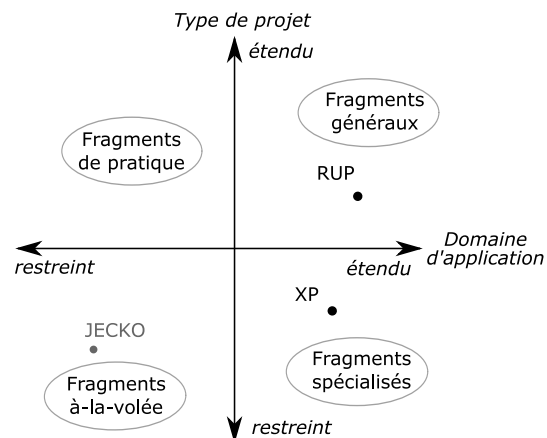 Type de projet
étendu
Fragments
généraux
Fragments
de pratique
RUP
restreint
étendu
Domaine
d'application
XP
JECKO
Fragments
spécialisés
Fragments
à-la-volée
restreint